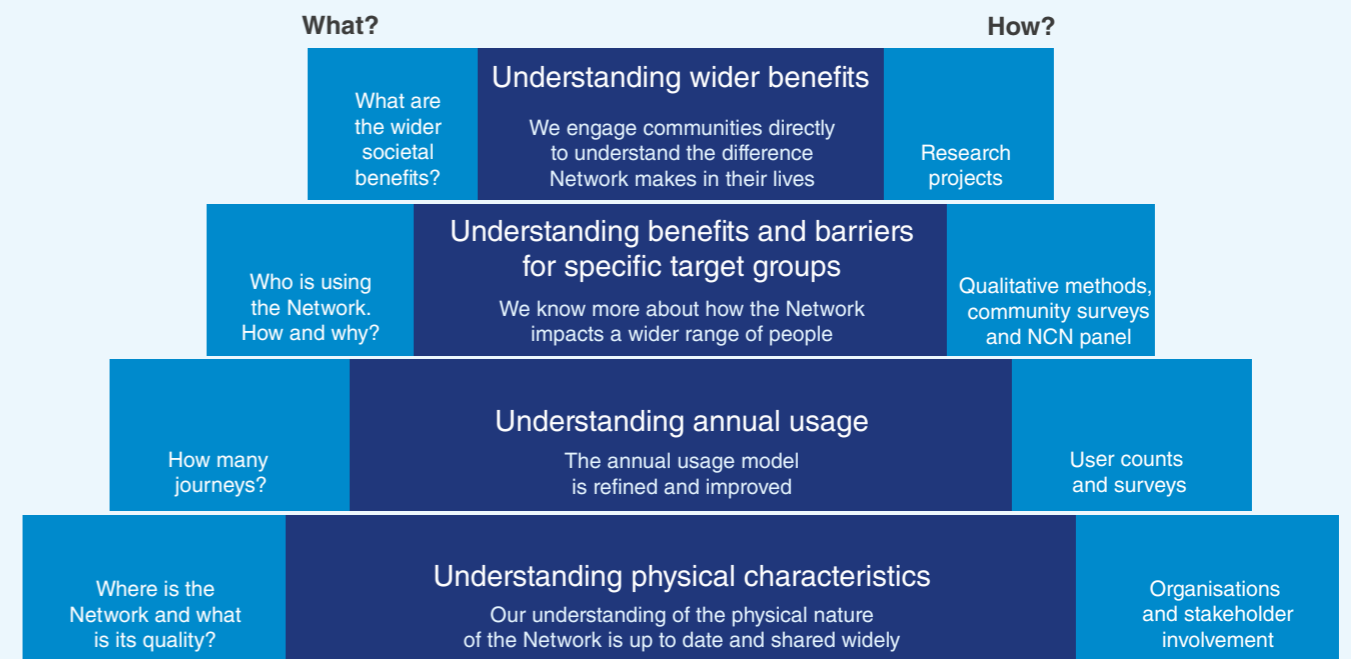 What?
How?
What are
the wider
societal
benefits?
Understanding wider benefits
We engage communities directly
to understand the difference
Network makes in their lives
Research
projects
Who is using
the Network.
How and why?
Understanding benefits and barriers
for specific target groups
We know more about how the Network
impacts a wider range of people
Qualitative methods,
community surveys
and NCN panel
How many
journeys?
Understanding annual usage
The annual usage model
is refined and improved
User counts
and surveys
Where is the
Network and what
is its quality?
Understanding physical characteristics
Our understanding of the physical nature
of the Network is up to date and shared widely
Organisations
and stakeholder
involvement